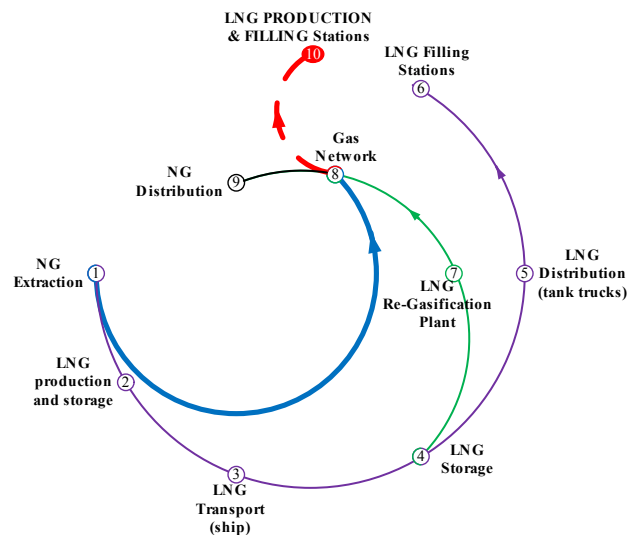 LNG PRODUCTION
& FILLING Stations
10
LNG Filling
Stations
6
Gas
Network
8
NG
Distribution
9
NG
Extraction
1
7
LNG
Re-Gasification
Plant
5
LNG
Distribution
(tank trucks)
LNG
production
and storage
2
4
LNG
Storage
3
LNG
Transport
(ship)